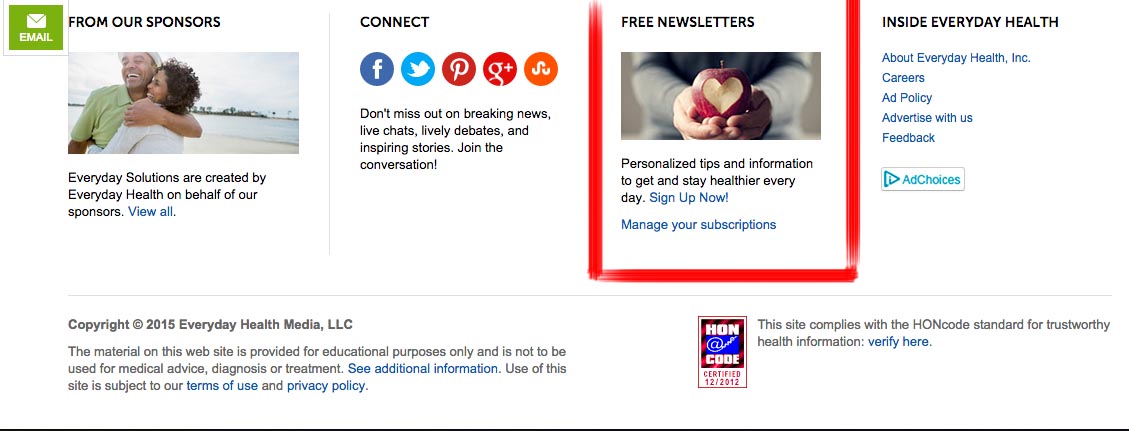 EMAIL
FROM OUR SPONSORS
Everyday Solutions are created by
Everyday Health on behalf of our
sponsors. View all.
CONNECT
Don't miss out on breaking news,
live chats, lively debates, and
inspiring stories. Join the
conversation!
FREE NEWSLETTERS
Personalized tips and information
to get and stay healthier every
day. Sign Up Now!
Manage your subscriptions
INSIDE EVERYDAY HEALTH
About Everyday Health, Inc.
Careers
Ad Policy
Advertise with us
Feedback
AdChoices
Copyright © 2015 Everyday Health Media, LLC
The material on this web site is provided for educational purposes only and is not to be
used for medical advice, diagnosis or treatment. See additional information. Use of this
site is subject to our terms of use and privacy policy.
HON
CODE
CERTIFIED
12/2012
This site complies with the HONcode standard for trustworthy
health information: verify here.